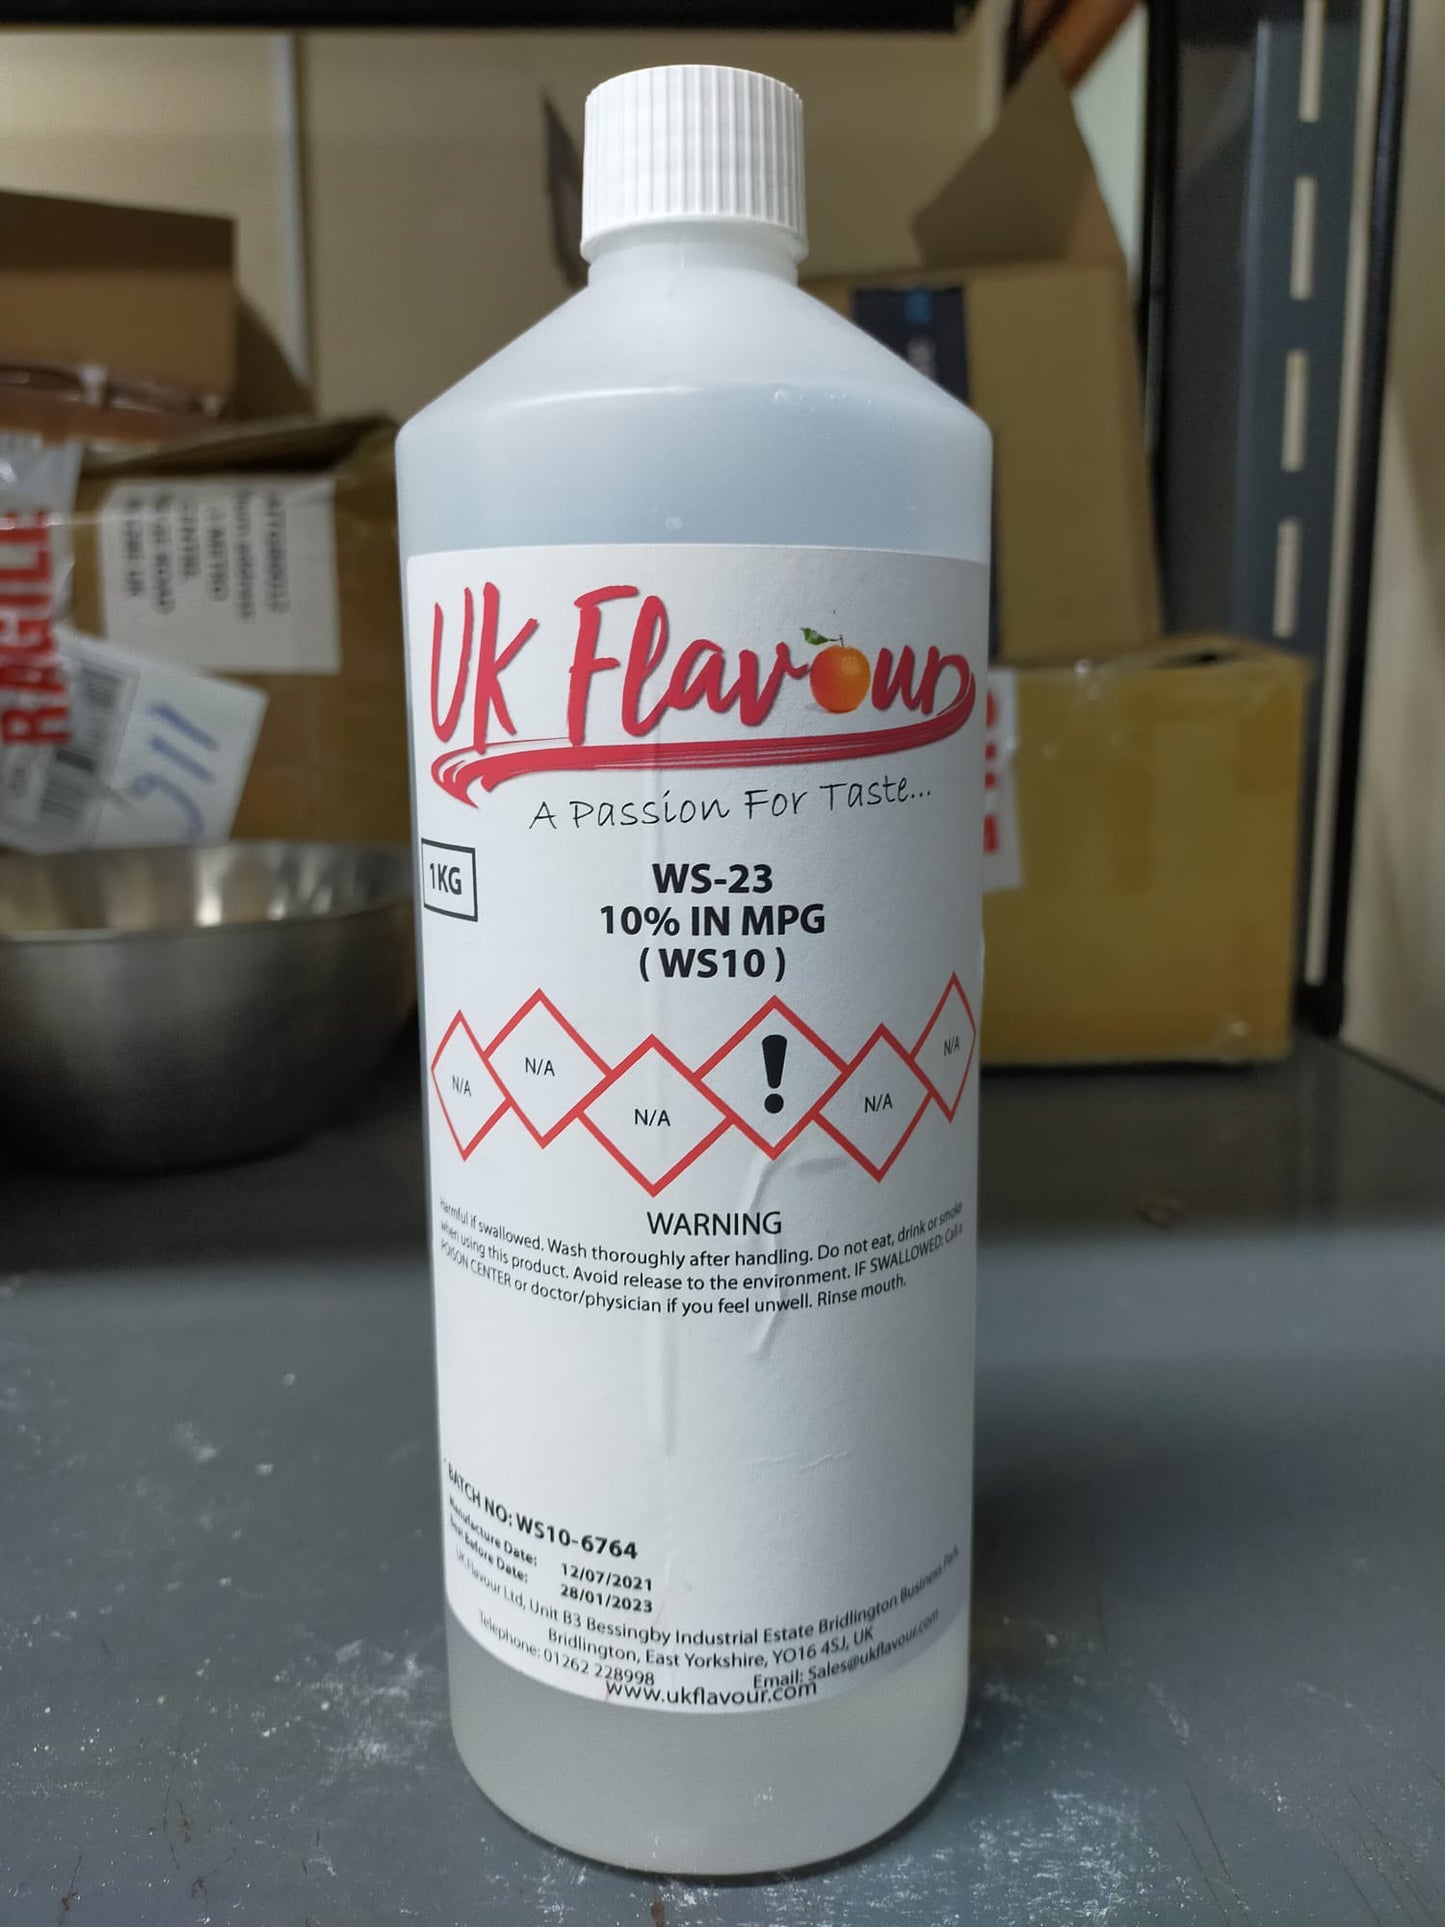 UK Flavour
A Passion For Taste...
1KG
WS-23
10% IN MPG
( WS10 )
N/A
N/A
N/A
!
N/A
N/A
WARNING
Harmful if swallowed. Wash thoroughly after handling. Do not eat, drink or smoke
when using this product. Avoid release to the environment. IF SWALLOWED: Call a
POISON CENTER or doctor/physician if you feel unwell. Rinse mouth.
BATCH NO: WS10-6764
Manufacture Date: 12/07/2021
Best Before Date: 28/01/2023
UK Flavour Ltd, Unit B3 Bessingby Industrial Estate Bridlington Business Park,
Bridlington, East Yorkshire, YO16 4SJ, UK
Telephone: 01262 228998 Email: Sales@ukflavour.com
www.ukflavour.com
FRAGILE